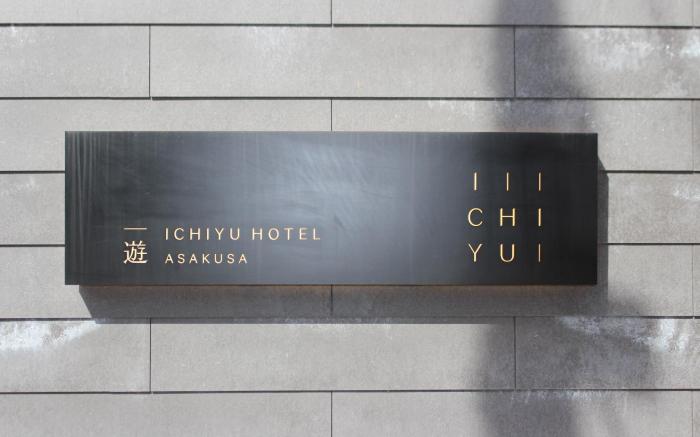 一遊
ICHIYU HOTEL
ASAKUSA
I | |
CHI
YU|